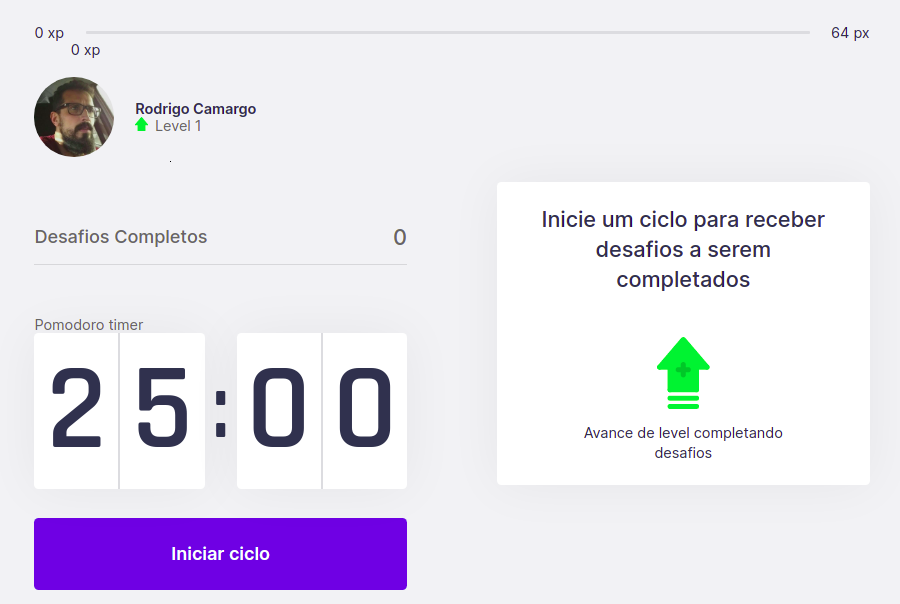 0 xp
64 px
0 xp
Rodrigo Camargo
Level 1
Desafios Completos 0
Inicie um ciclo para receber
desafios a serem
completados
Pomodoro timer
25:00
Avance de level completando
desafios
Iniciar ciclo